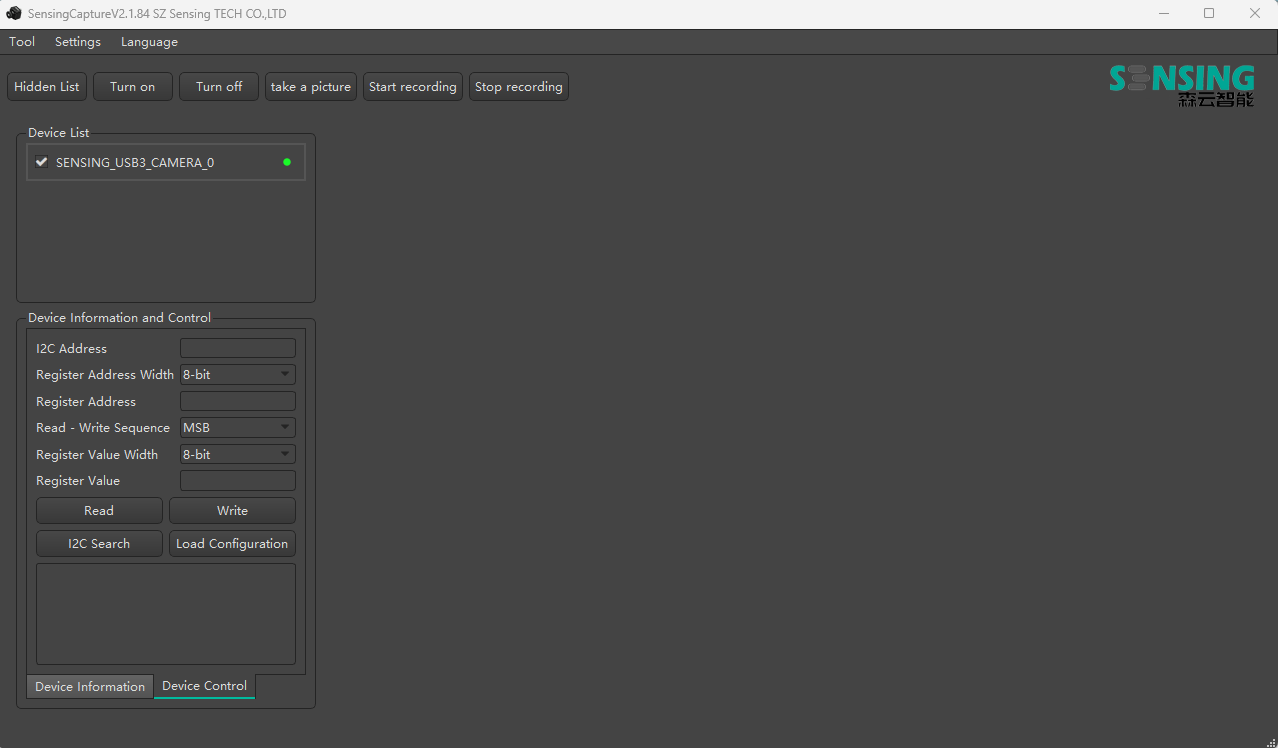 SensingCaptureV2.1.84 SZ Sensing TECH CO.,LTD
Tool Settings Language
Hidden List Turn on Turn off take a picture Start recording Stop recording
SENSING
森云智能
Device List
SENSING_USB3_CAMERA_0
Device Information and Control
I2C Address
Register Address Width 8-bit
Register Address
Read - Write Sequence MSB
Register Value Width 8-bit
Register Value
Read Write
I2C Search Load Configuration
Device Information Device Control